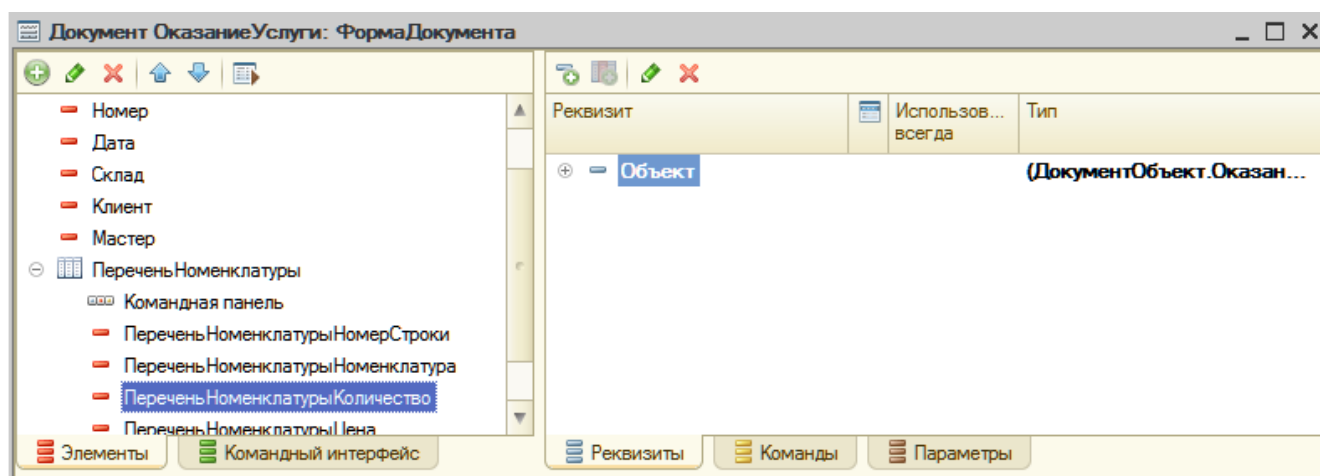 Документ ОказаниеУслуги: ФормаДокумента
Номер
Дата
Склад
Клиент
Мастер
ПереченьНоменклатуры
Командная панель
ПереченьНоменклатурыНомерСтроки
ПереченьНоменклатурыНоменклатура
ПереченьНоменклатурыКоличество
ПереченьНоменклатурыЦена
Элементы
Командный интерфейс
Реквизит
Использов...
всегда
Тип
Объект
(ДокументОбъект.Оказан...
Реквизиты
Команды
Параметры